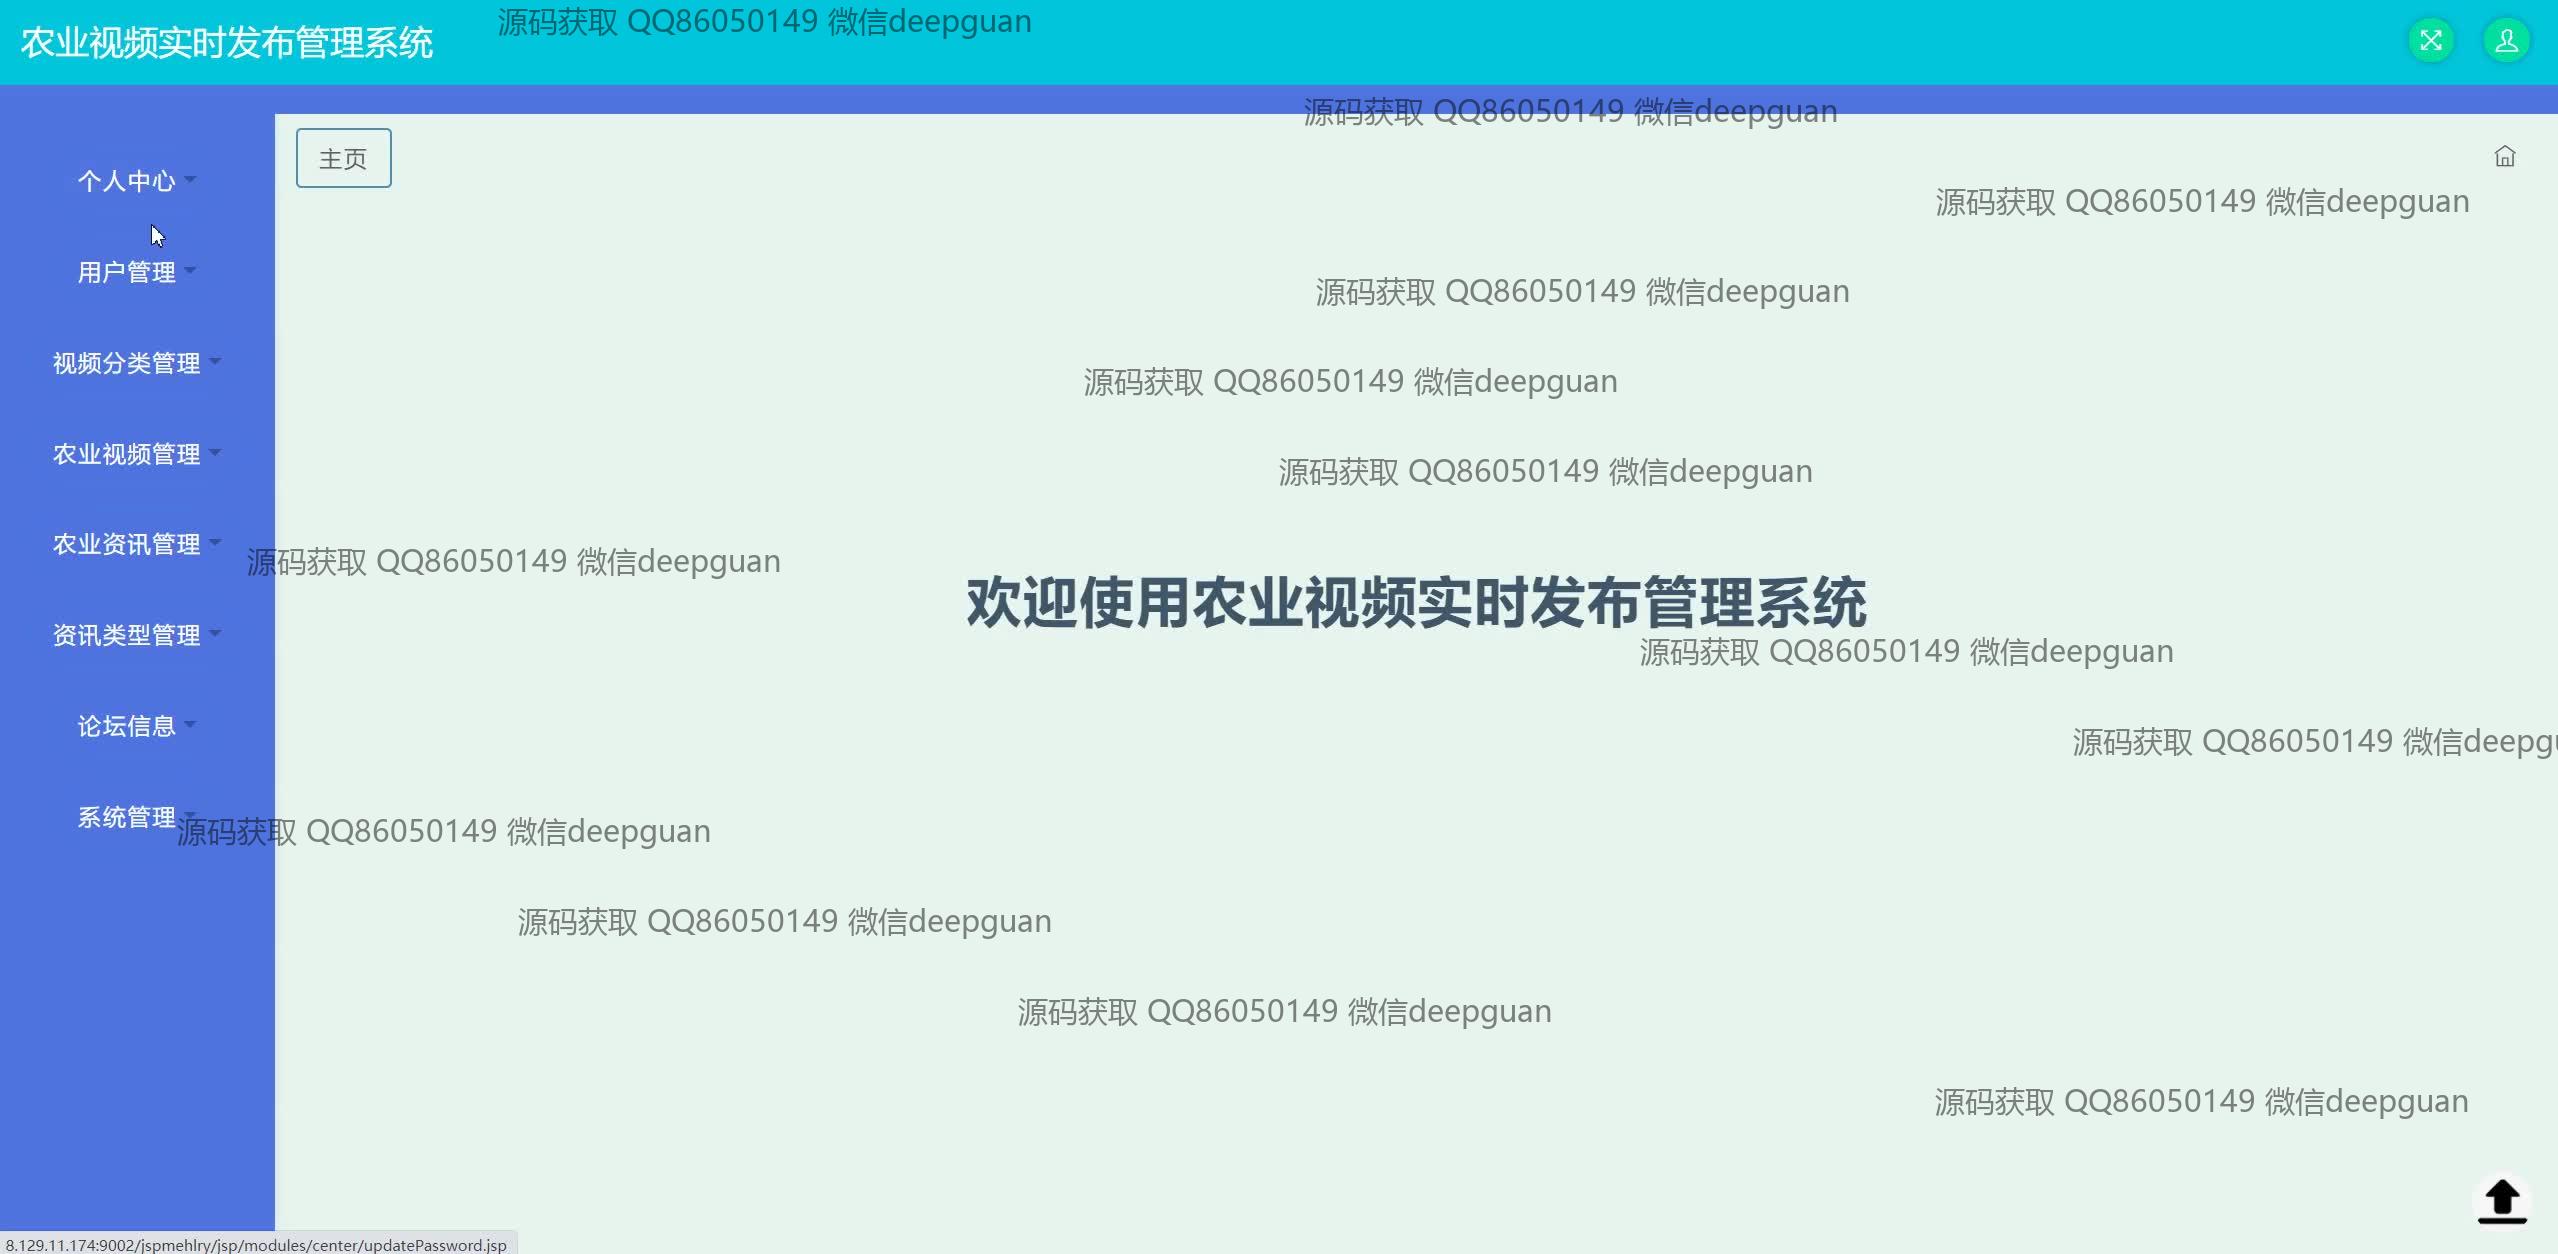 农业视频实时发布管理系统
源码获取 QQ86050149 微信deepguan
源码获取 QQ86050149 微信deepguan
主页
个人中心
源码获取 QQ86050149 微信deepguan
用户管理
源码获取 QQ86050149 微信deepguan
视频分类管理
源码获取 QQ86050149 微信deepguan
农业视频管理
源码获取 QQ86050149 微信deepguan
农业资讯管理
源码获取 QQ86050149 微信deepguan
欢迎使用农业视频实时发布管理系统
资讯类型管理
源码获取 QQ86050149 微信deepguan
论坛信息
源码获取 QQ86050149 微信deepgu
系统管理
源码获取 QQ86050149 微信deepguan
源码获取 QQ86050149 微信deepguan
源码获取 QQ86050149 微信deepguan
源码获取 QQ86050149 微信deepguan
8.129.11.174:9002/jspmehlry/jsp/modules/center/updatePassword.jsp